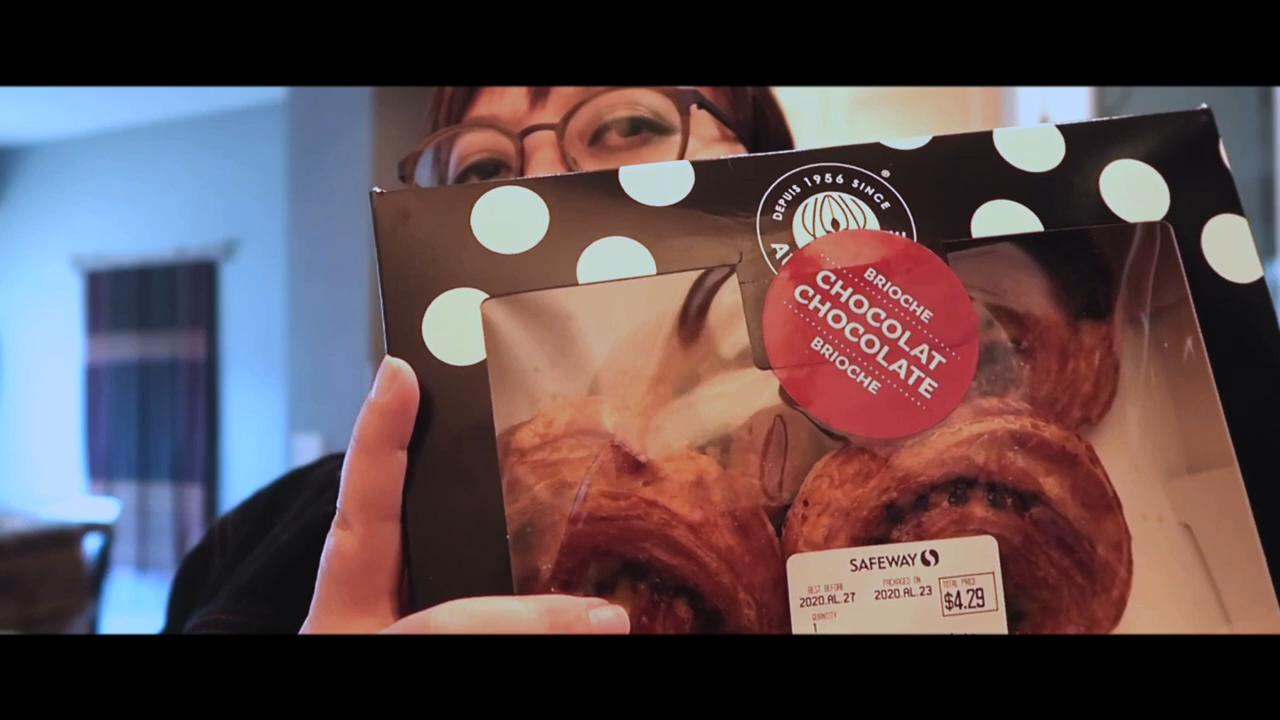 DEPUIS 1956 SINCE
®
BRIOCHE
CHOCOLAT
CHOCOLATE
BRIOCHE
SAFEWAY
BEST BEFORE
2020.AL.27
PACKAGED ON
2020.AL.23
TOTAL PRICE
$4.29
QUANTITY
1